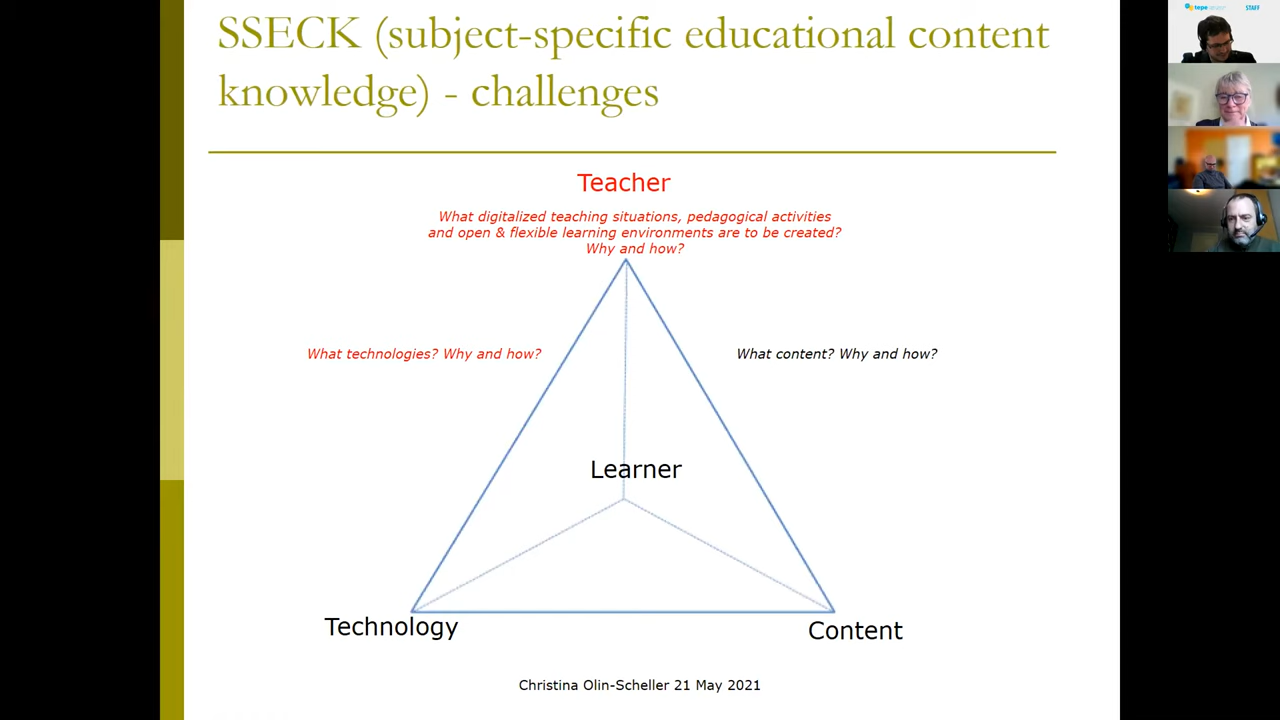 SSECK (subject-specific educational content
knowledge) - challenges
tepe
STAFF
Teacher
What digitalized teaching situations, pedagogical activities
and open & flexible learning environments are to be created?
Why and how?
What technologies? Why and how?
What content? Why and how?
Learner
Technology
Content
Christina Olin-Scheller 21 May 2021